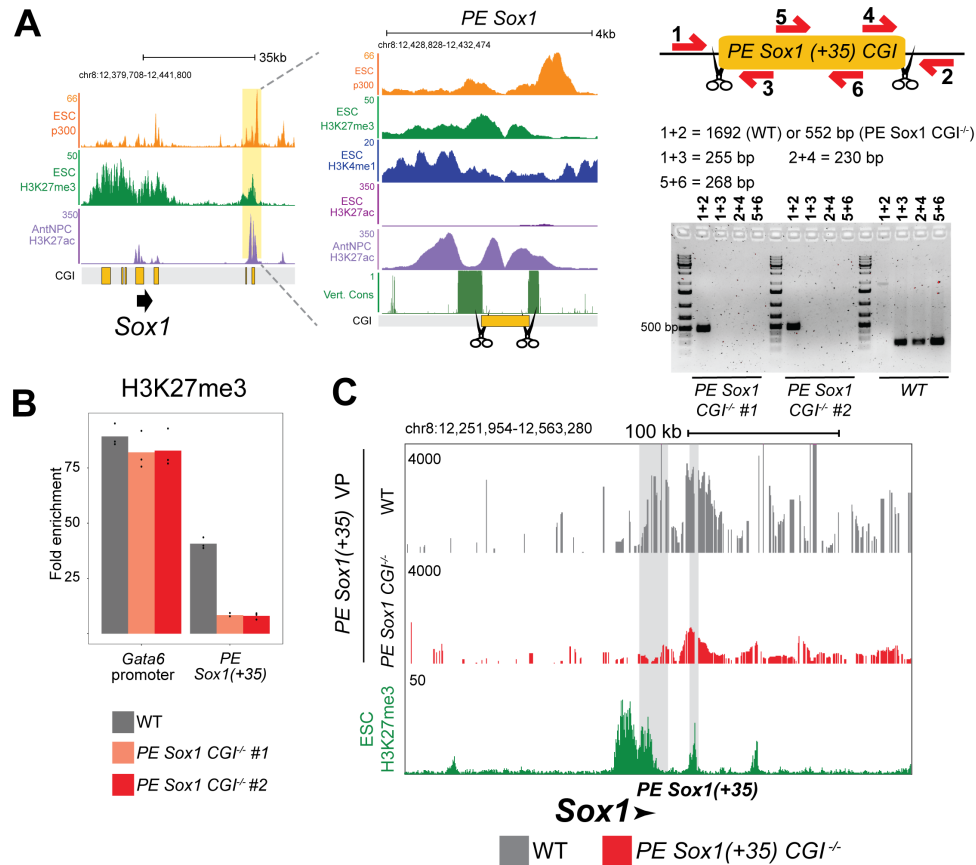 A
35kb
chr8:12,379,708-12,441,800
66
ESC
p300
50
ESC
H3K27me3
350
AntNPC
H3K27ac
CGI
Sox1
PE Sox1
chr8:12,428,828-12,432,474
4kb
66
ESC
p300
50
ESC
H3K27me3
20
ESC
H3K4me1
350
ESC
H3K27ac
350
AntNPC
H3K27ac
1
Vert. Cons
CGI
1
5
4
PE Sox1 (+35) CGI
3
6
2
1+2 = 1692 (WT) or 552 bp (PE Sox1 CGI-/-)
1+3 = 255 bp
2+4 = 230 bp
5+6 = 268 bp
1+2
1+3
2+4
5+6
1+2
1+3
2+4
5+6
1+2
1+3
2+4
5+6
500 bp
PE Sox1
CGI-/- #1
PE Sox1
CGI-/- #2
WT
B
H3K27me3
Fold enrichment
75
50
25
Gata6
promoter
PE
Sox1(+35)
WT
PE Sox1 CGI-/- #1
PE Sox1 CGI-/- #2
C
chr8:12,251,954-12,563,280
100 kb
PE Sox1(+35) VP
WT
4000
PE Sox1 CGI-/-
4000
ESC
H3K27me3
50
PE Sox1(+35)
Sox1
WT
PE Sox1(+35) CGI -/-